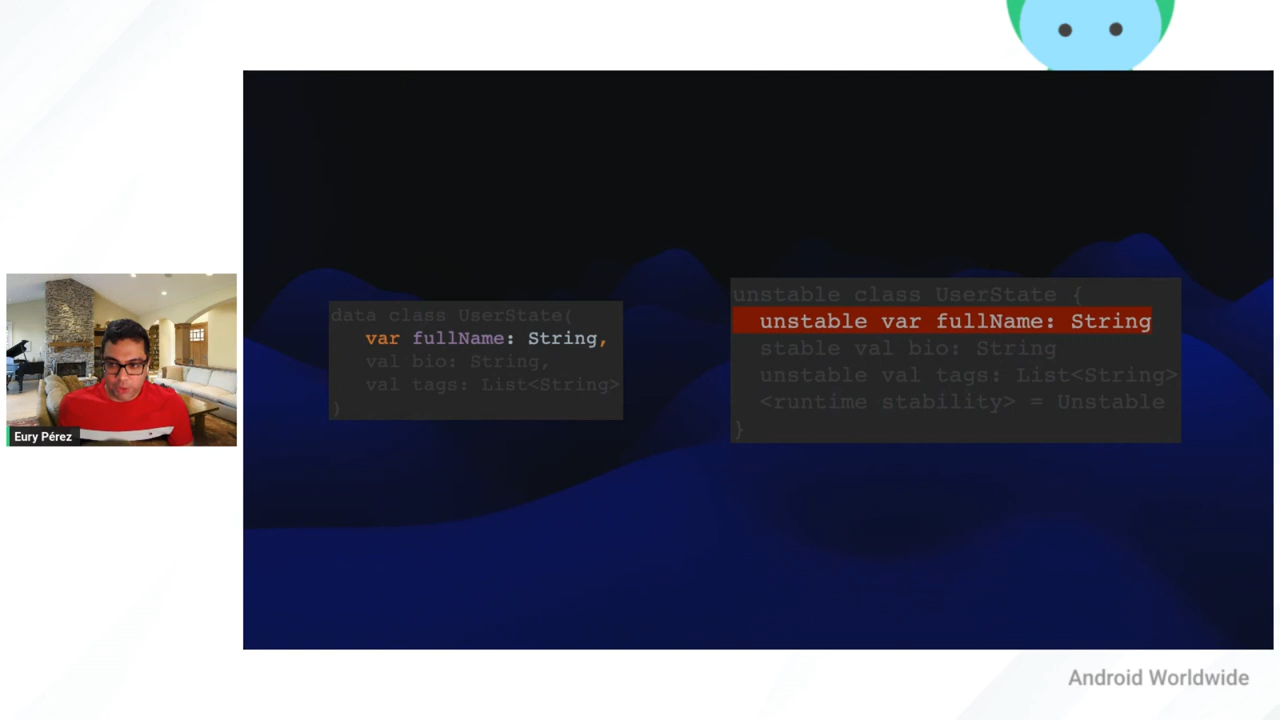 data class UserState(
var fullName: String,
val bio: String,
val tags: List<String>
)
unstable class UserState {
unstable var fullName: String
stable val bio: String
unstable val tags: List<String>
<runtime stability> = Unstable
}
Eury Pérez
Android Worldwide